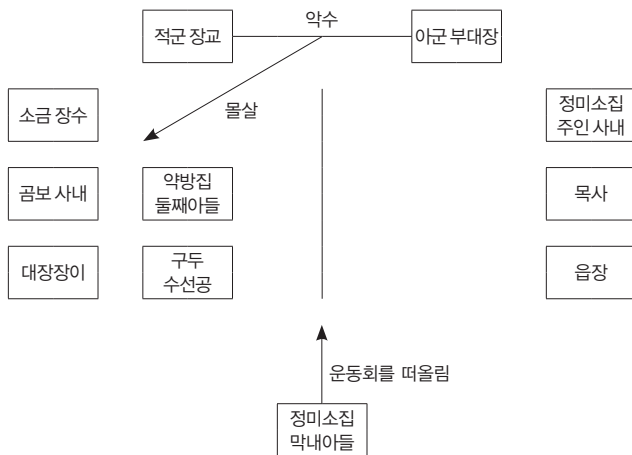 악수
적군 장교
아군 부대장
몰살
소금 장수
정미소집
주인 사내
곰보 사내
약방집
둘째아들
목사
대장장이
구두
수선공
읍장
운동회를 떠올림
정미소집
막내아들